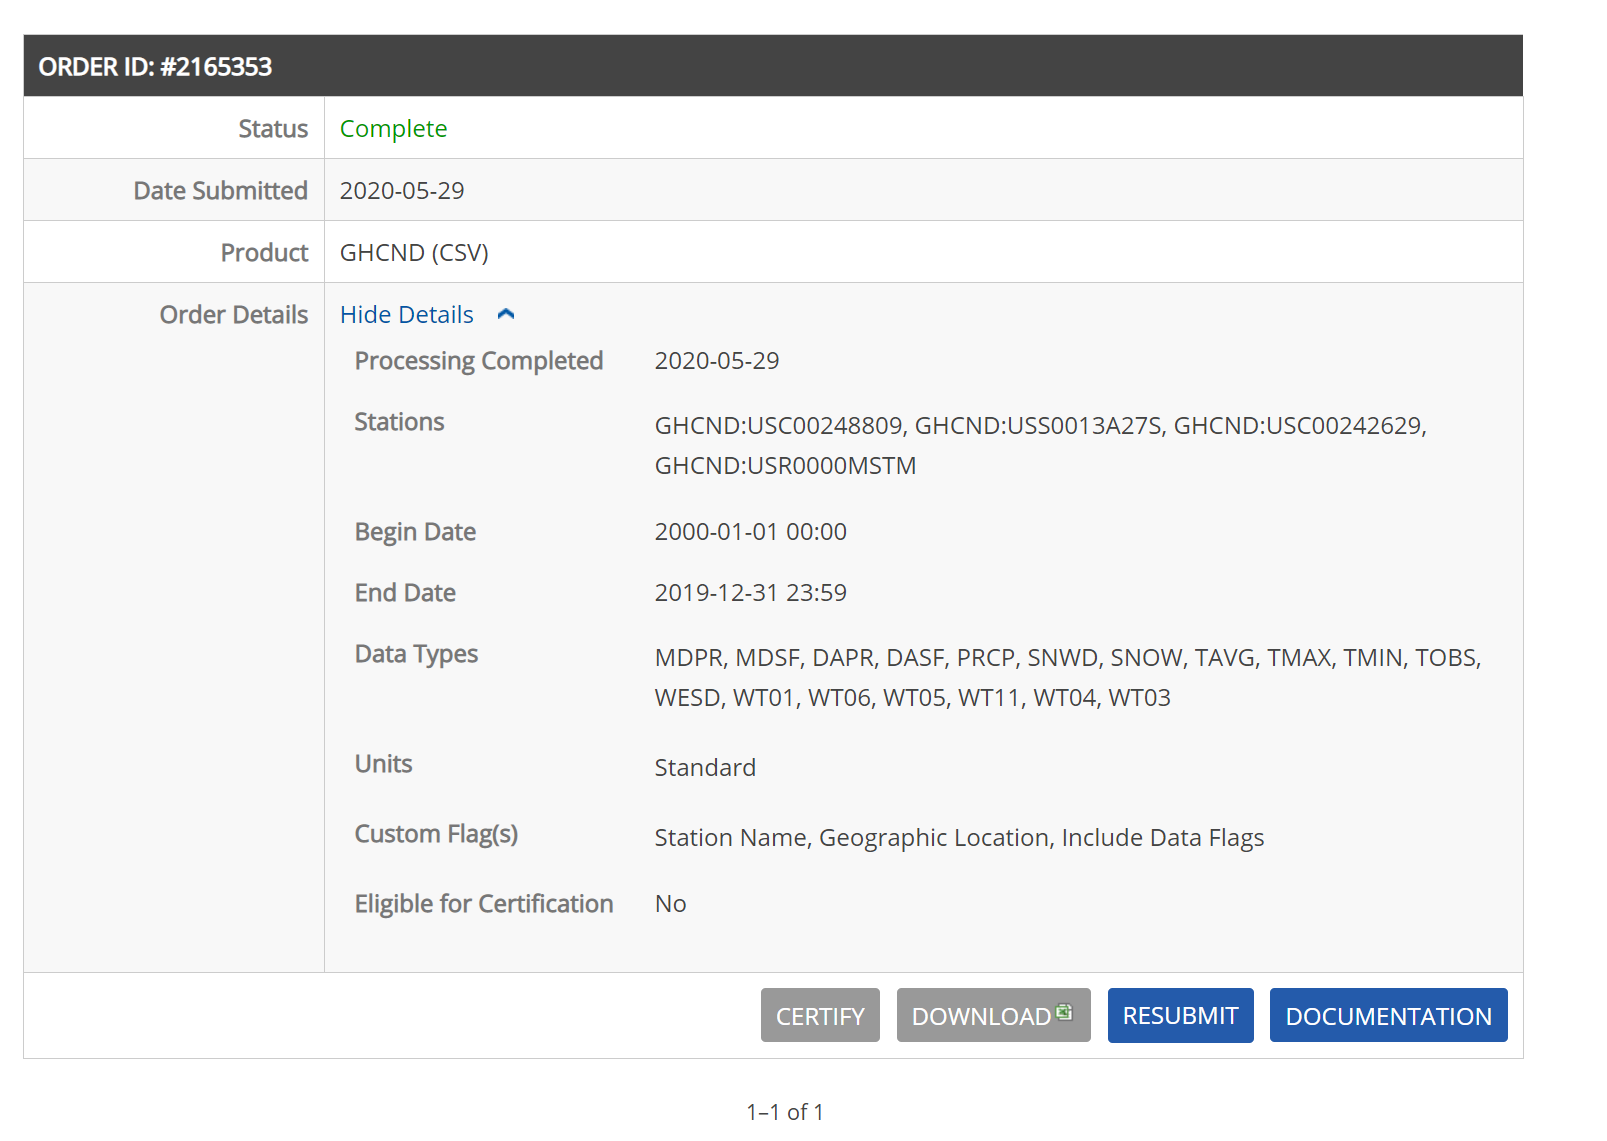 ORDER ID: #2165353
Status Complete
Date Submitted 2020-05-29
Product GHCND (CSV)
Order Details Hide Details
Processing Completed 2020-05-29
Stations GHCND:USC00248809, GHCND:USS0013A27S, GHCND:USC00242629,
GHCND:USR0000MSTM
Begin Date 2000-01-01 00:00
End Date 2019-12-31 23:59
Data Types MDPR, MDSF, DAPR, DASF, PRCP, SNWD, SNOW, TAVG, TMAX, TMIN, TOBS,
WESD, WT01, WT06, WT05, WT11, WT04, WT03
Units Standard
Custom Flag(s) Station Name, Geographic Location, Include Data Flags
Eligible for Certification No
CERTIFY DOWNLOAD RESUBMIT DOCUMENTATION
1–1 of 1